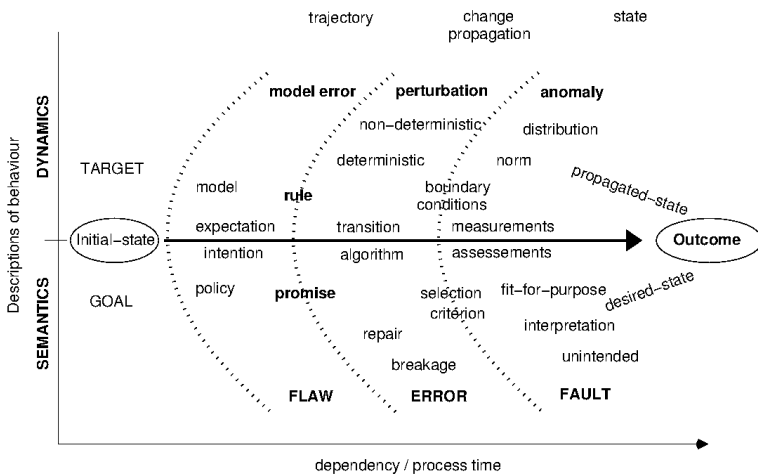 trajectory
change
propagation
state
model error
perturbation
anomaly
non-deterministic
distribution
deterministic
norm
TARGET
model
rule
boundary
conditions
propagated-state
expectation
transition
measurements
Initial-state
Outcome
intention
algorithm
assessements
GOAL
policy
promise
selection
criterion
fit-for-purpose
desired-state
interpretation
repair
breakage
unintended
FLAW
ERROR
FAULT
Descriptions of behaviour
DYNAMICS
SEMANTICS
dependency / process time